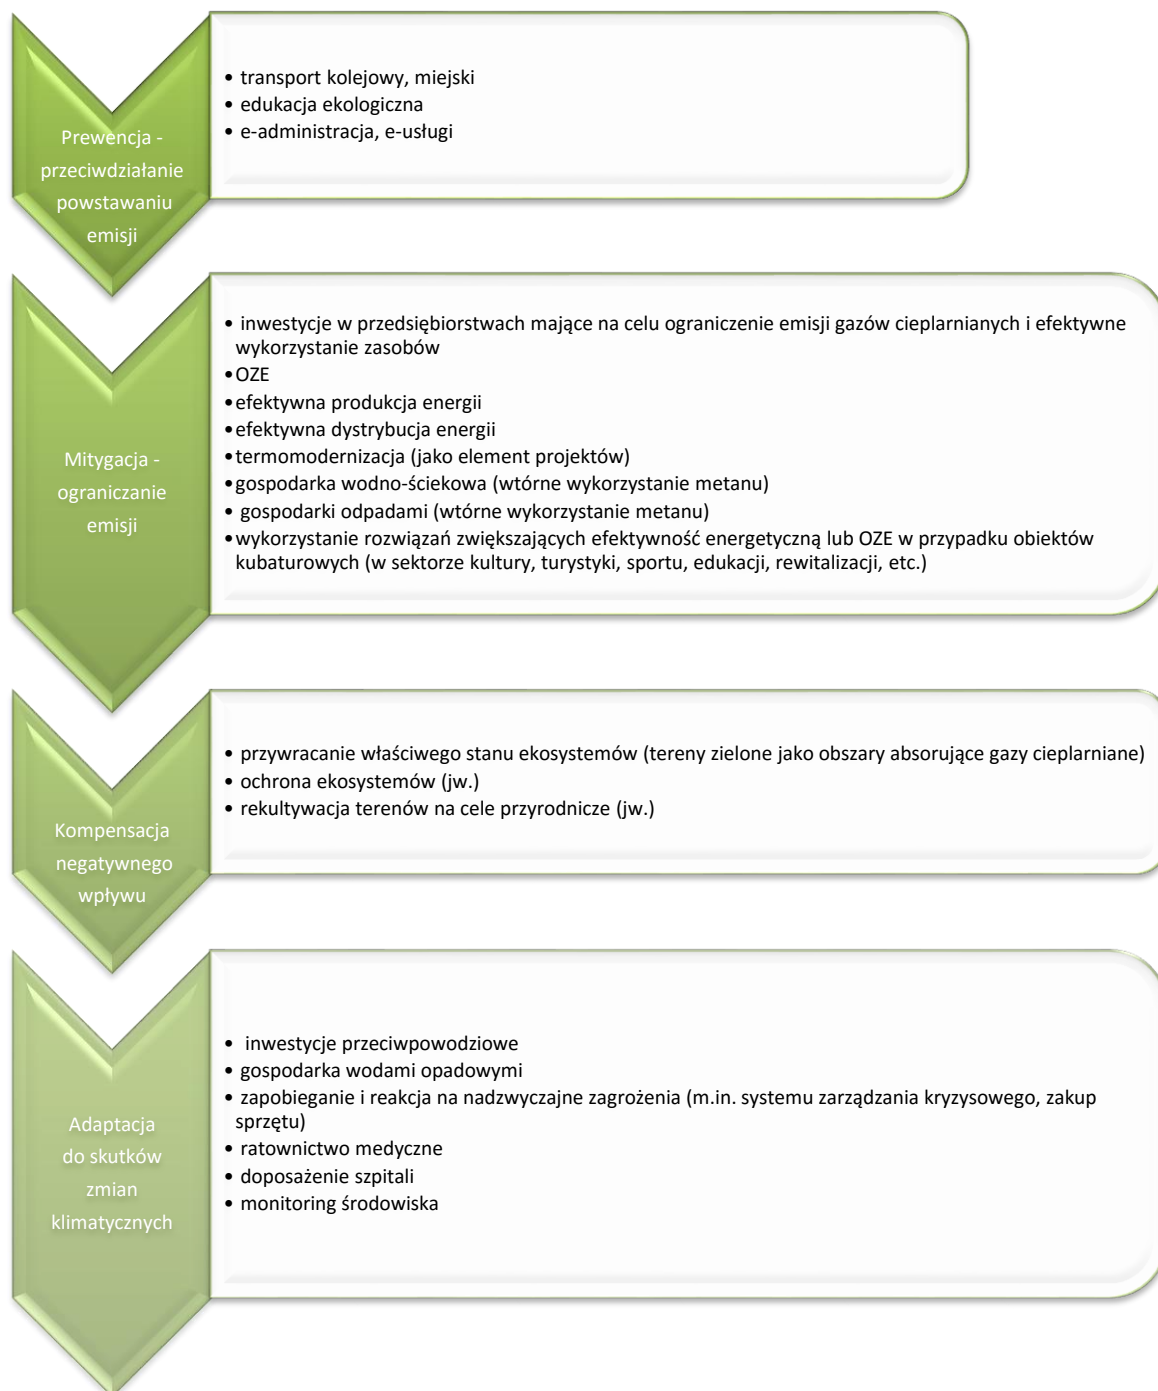 Prewencja -
przeciwdziałanie
powstawaniu
emisji
• transport kolejowy, miejski
• edukacja ekologiczna
• e-administracja, e-usługi
Mitygacja -
ograniczanie
emisji
• inwestycje w przedsiębiorstwach mające na celu ograniczenie emisji gazów cieplarnianych i efektywne
wykorzystanie zasobów
•OZE
•efektywna produkcja energii
•efektywna dystrybucja energii
•termomodernizacja (jako element projektów)
•gospodarka wodno-ściekowa (wtórne wykorzystanie metanu)
• gospodarki odpadami (wtórne wykorzystanie metanu)
•wykorzystanie rozwiązań zwiększających efektywność energetyczną lub OZE w przypadku obiektów
kubaturowych (w sektorze kultury, turystyki, sportu, edukacji, rewitalizacji, etc.)
Kompensacja
negatywnego
wpływu
• przywracanie właściwego stanu ekosystemów (tereny zielone jako obszary absorujące gazy cieplarniane)
• ochrona ekosystemów (jw.)
• rekultywacja terenów na cele przyrodnicze (jw.)
Adaptacja
do skutków
zmian
klimatycznych
• inwestycje przeciwpowodziowe
• gospodarka wodami opadowymi
• zapobieganie i reakcja na nadzwyczajne zagrożenia (m.in. systemu zarządzania kryzysowego, zakup
sprzętu)
• ratownictwo medyczne
• doposażenie szpitali
• monitoring środowiska